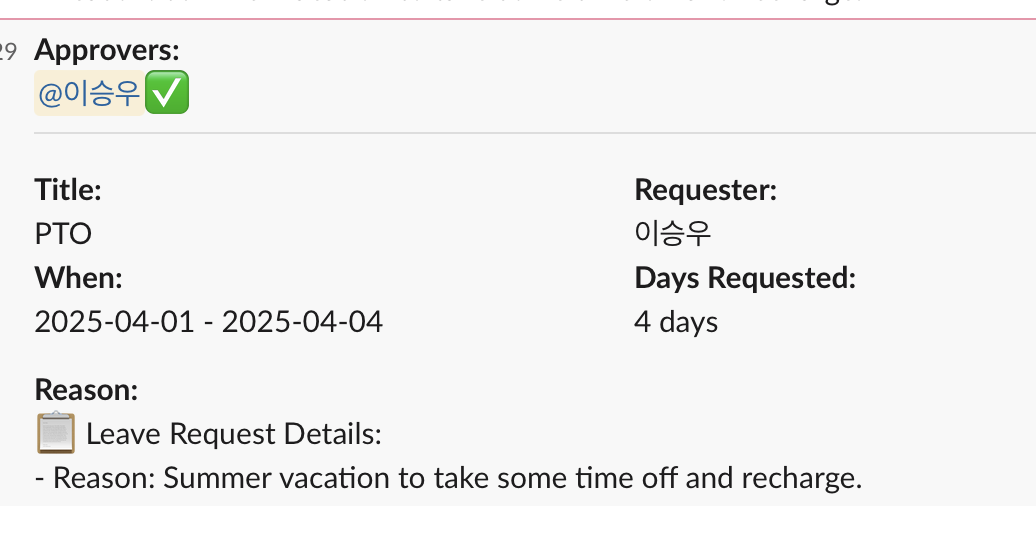 29
Approvers:
@이승우✅
Title:
PTO
Requester:
이승우
When:
2025-04-01 - 2025-04-04
Days Requested:
4 days
Reason:
📋 Leave Request Details:
- Reason: Summer vacation to take some time off and recharge.